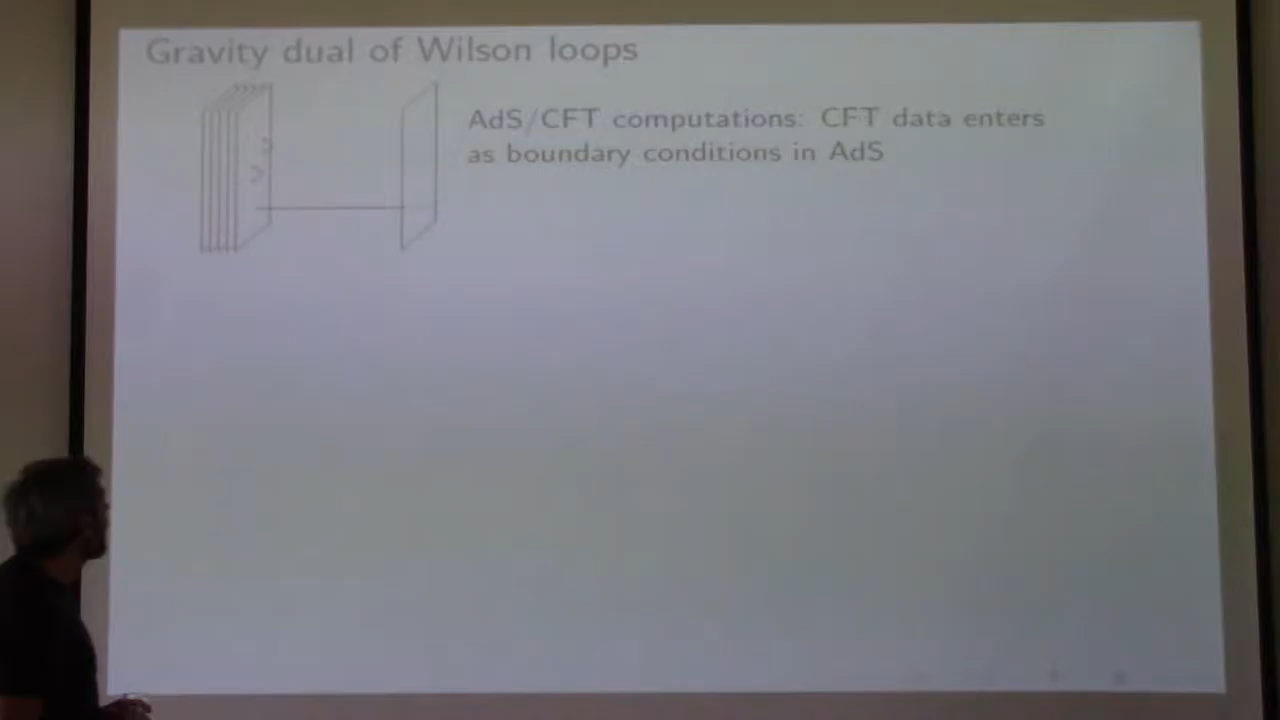 Gravity dual of Wilson loops
AdS/CFT computations: CFT data enters
as boundary conditions in AdS